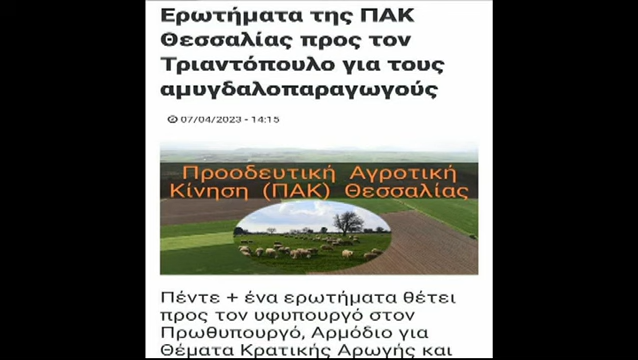 Ερωτήματα της ΠΑΚ
Θεσσαλίας προς τον
Τριαντόπουλο για τους
αμυγδαλοπαραγωγούς
07/04/2023 - 14:15
Προοδευτική Αγροτική
Κίνηση (ΠΑΚ) Θεσσαλίας
Πέντε + ένα ερωτήματα θέτει
προς τον υφυπουργό στον
Πρωθυπουργό, Αρμόδιο για
Θέματα Κρατικής Αρωγής και